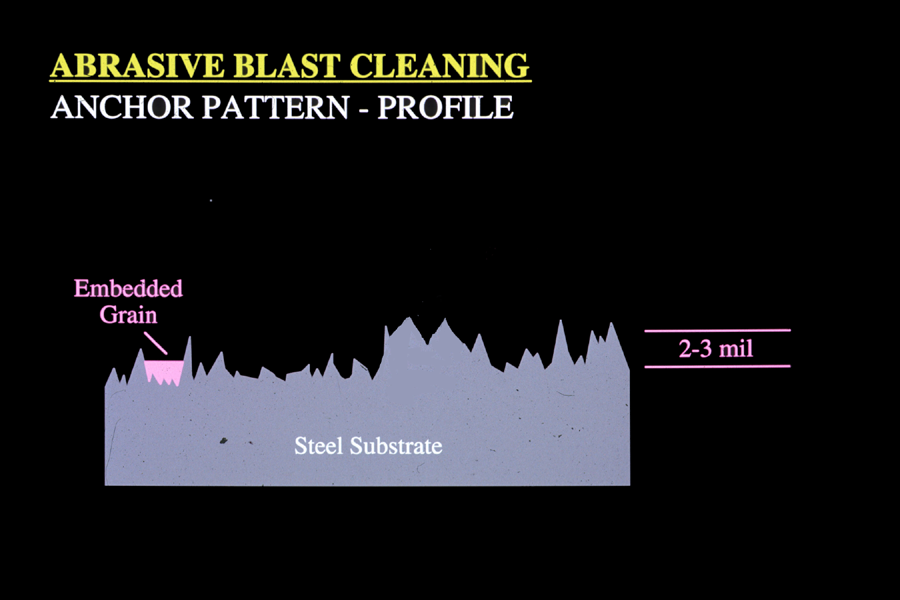 ABRASIVE BLAST CLEANING
ANCHOR PATTERN - PROFILE
Embedded
Grain
2-3 mil
Steel Substrate